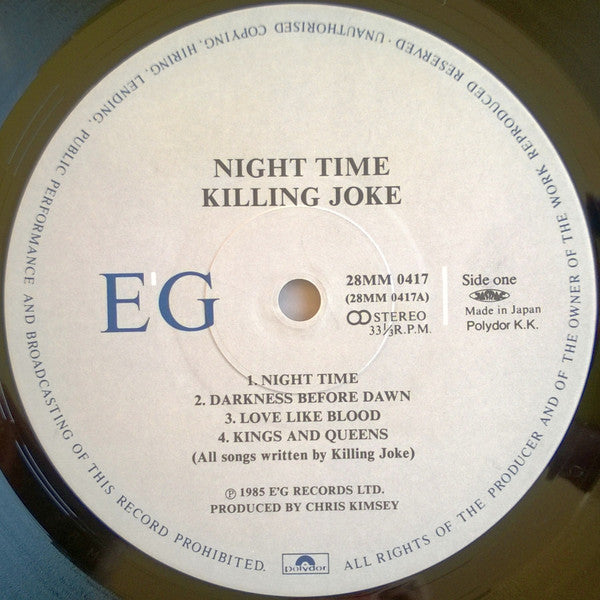 NIGHT TIME
KILLING JOKE
E'G
28MM 0417
(28MM 0417A)
STEREO
33⅓R.P.M.
Side one
Made in Japan
Polydor K.K.
1. NIGHT TIME
2. DARKNESS BEFORE DAWN
3. LOVE LIKE BLOOD
4. KINGS AND QUEENS
(All songs written by Killing Joke)
Ⓟ 1985 E'G RECORDS LTD.
PRODUCED BY CHRIS KIMSEY
polydor
ALL RIGHTS OF THE PRODUCER AND OF THE OWNER OF THE WORK REPRODUCED RESERVED · UNAUTHORISED COPYING, HIRING, LENDING, PUBLIC PERFORMANCE AND BROADCASTING OF THIS RECORD PROHIBITED.